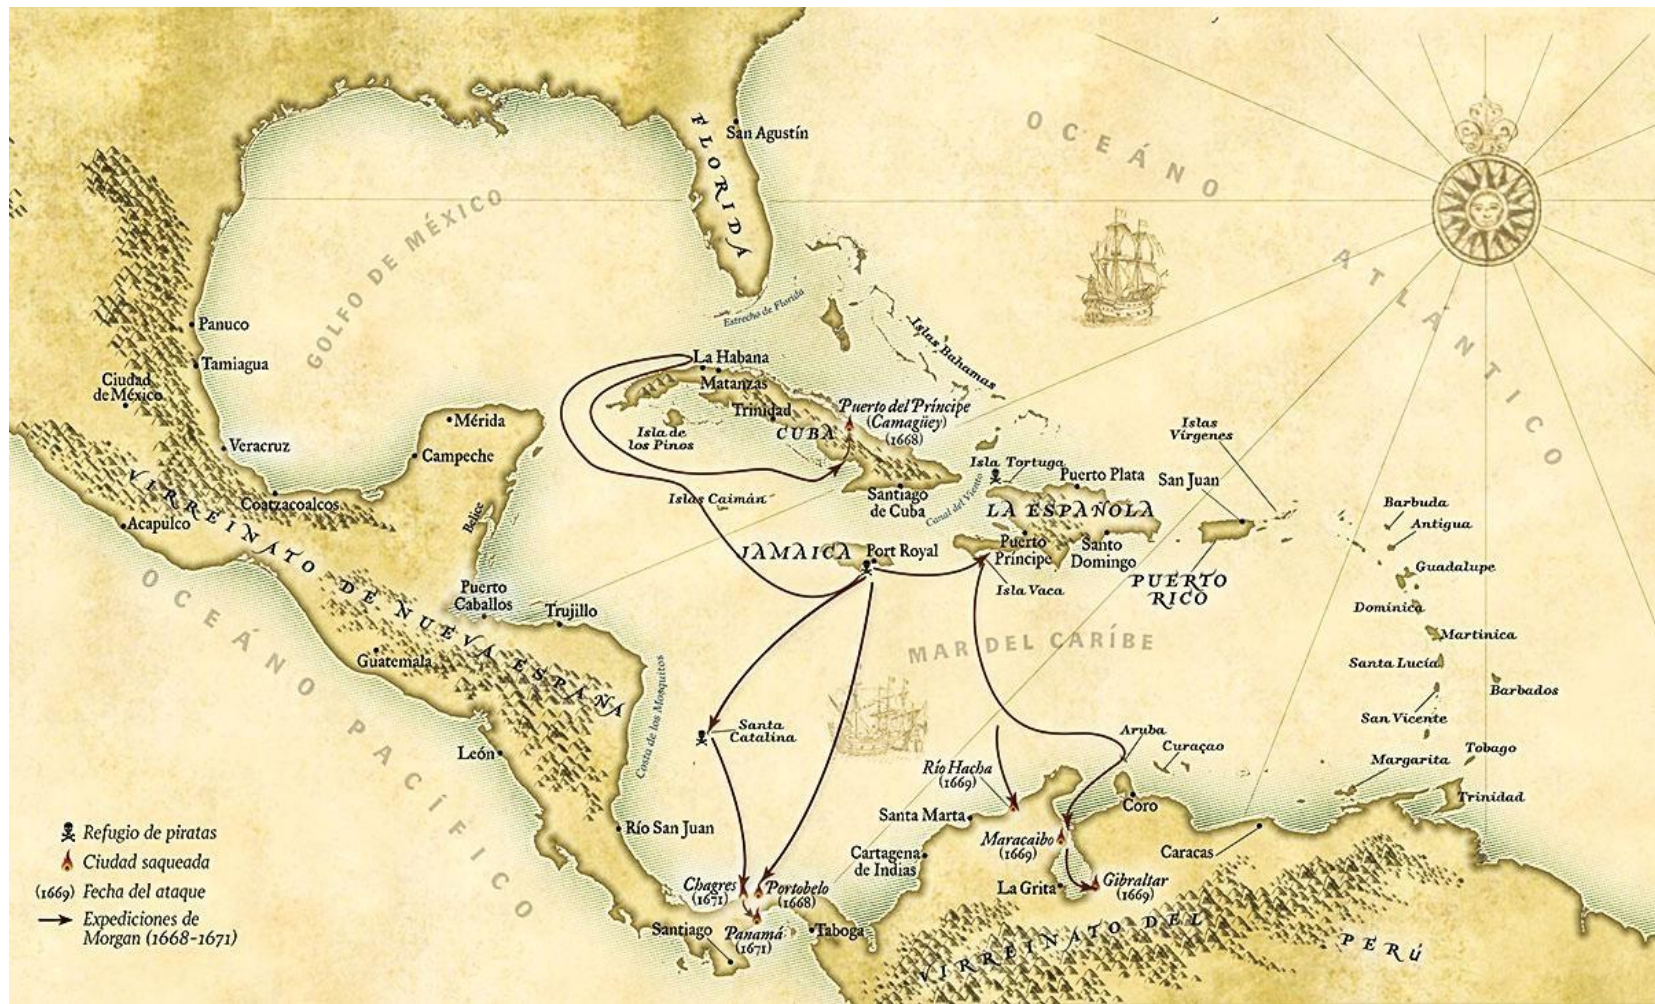 FLORIDA
San Agustín
OCEÁNO
ATLÁNTICO
GOLFO DE MÉXICO
Estrecho de Florida
Islas Bahamas
Panuco
Tamiagua
Ciudad
de México
Veracruz
Mérida
Campeche
Coatzacoalcos
Acapulco
Belice
VIRREINATO DE NUEVA ESPAÑA
La Habana
Matanzas
Trinidad
CUBA
Isla de
los Pinos
Puerto del Príncipe
(Camagüey)
(1668)
Islas Caimán
Santiago
de Cuba
Canal del Viento
Isla Tortuga
Puerto Plata
LA ESPAÑOLA
Puerto
Príncipe
Santo
Domingo
Isla Vaca
JAMAICA
Port Royal
San Juan
Islas
Vírgenes
PUERTO
RICO
Barbuda
Antigua
Guadalupe
Dominica
Martinica
Santa Lucía
Barbados
San Vicente
Tobago
Margarita
Trinidad
Puerto
Caballos
Trujillo
Guatemala
OCEÁNO PACÍFICO
León
Costa de los Mosquitos
MAR DEL CARÍBE
Santa
Catalina
Aruba
Curaçao
Río Hacha
(1669)
Santa Marta
Coro
Maracaibo
(1669)
Caracas
Cartagena
de Indias
La Grita
Gibraltar
(1669)
Río San Juan
Chagres
(1671)
Portobelo
(1668)
Santiago
Panamá
(1671)
Taboga
VIRREINATO DEL PERÚ
Refugio de piratas
Ciudad saqueada
(1669) Fecha del ataque
Expediciones de
Morgan (1668-1671)